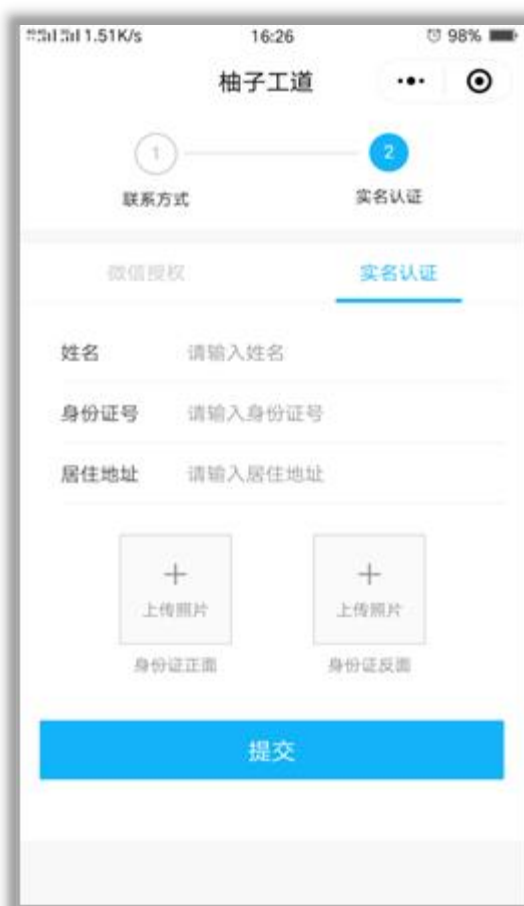 1.51K/s 16:26 98%
柚子工道
1 2
联系方式 实名认证
微信授权 实名认证
姓名 请输入姓名
身份证号 请输入身份证号
居住地址 请输入居住地址
+ +
上传照片 上传照片
身份证正面 身份证反面
提交